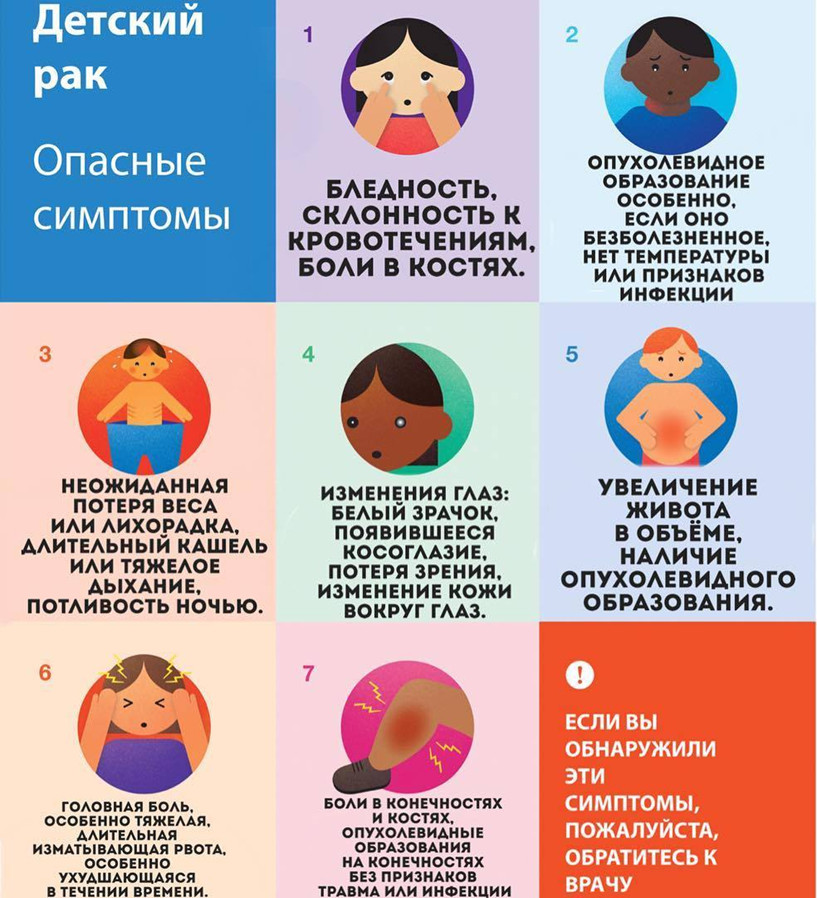 Детский
рак
Опасные
симптомы
1
БЛЕДНОСТЬ,
СКЛОННОСТЬ К
КРОВОТЕЧЕНИЯМ,
БОЛИ В КОСТЯХ.
2
ОПУХОЛЕВИДНОЕ
ОБРАЗОВАНИЕ
ОСОБЕННО,
ЕСЛИ ОНО
БЕЗБОЛЕЗНЕННОЕ,
НЕТ ТЕМПЕРАТУРЫ
ИЛИ ПРИЗНАКОВ
ИНФЕКЦИИ
3
НЕОЖИДАННАЯ
ПОТЕРЯ ВЕСА
ИЛИ ЛИХОРАДКА,
ДЛИТЕЛЬНЫЙ КАШЕЛЬ
ИЛИ ТЯЖЕЛОЕ
ДЫХАНИЕ,
ПОТЛИВОСТЬ НОЧЬЮ.
4
ИЗМЕНЕНИЯ ГЛАЗ:
БЕЛЫЙ ЗРАЧОК,
ПОЯВИВШЕЕСЯ
КОСОГЛАЗИЕ,
ПОТЕРЯ ЗРЕНИЯ,
ИЗМЕНЕНИЕ КОЖИ
ВОКРУГ ГЛАЗ.
5
УВЕЛИЧЕНИЕ
ЖИВОТА
В ОБЪЁМЕ,
НАЛИЧИЕ
ОПУХОЛЕВИДНОГО
ОБРАЗОВАНИЯ.
6
ГОЛОВНАЯ БОЛЬ,
ОСОБЕННО ТЯЖЕЛАЯ,
ДЛИТЕЛЬНАЯ
ИЗМАТЫВАЮЩАЯ РВОТА,
ОСОБЕННО
УХУДШАЮЩАЯСЯ
В ТЕЧЕНИИ ВРЕМЕНИ.
7
БОЛИ В КОНЕЧНОСТЯХ
И КОСТЯХ,
ОПУХОЛЕВИДНЫЕ
ОБРАЗОВАНИЯ
НА КОНЕЧНОСТЯХ
БЕЗ ПРИЗНАКОВ
ТРАВМА ИЛИ ИНФЕКЦИИ
!
ЕСЛИ ВЫ
ОБНАРУЖИЛИ
ЭТИ
СИМПТОМЫ,
ПОЖАЛУЙСТА,
ОБРАТИТЕСЬ К
ВРАЧУ